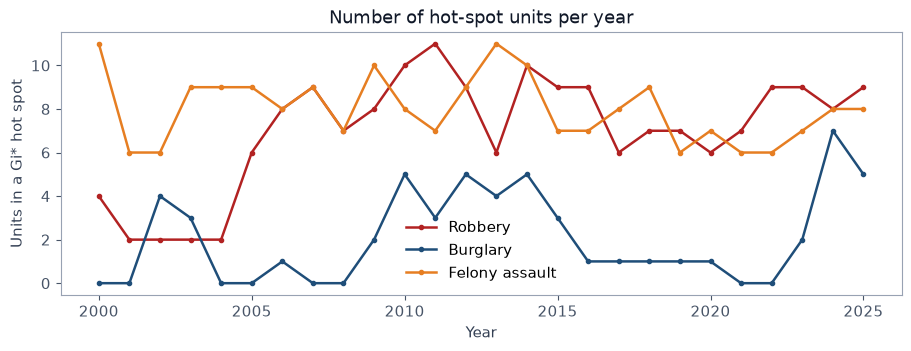 Number of hot-spot units per year
Units in a Gi* hot spot
10
8
6
4
2
0
Robbery
Burglary
Felony assault
2000 2005 2010 2015 2020 2025
Year